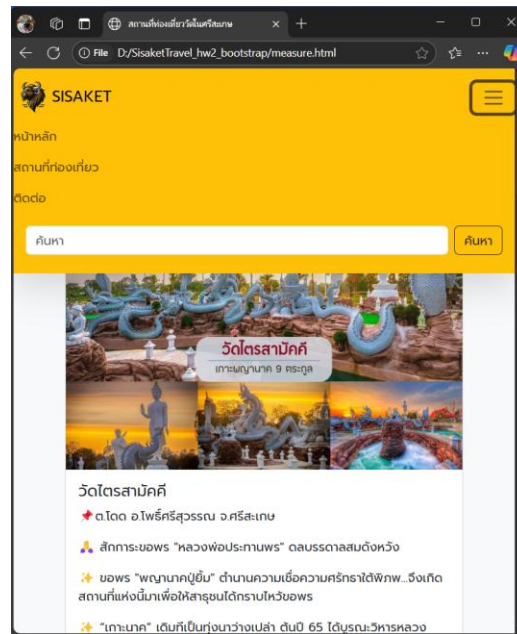 สถานที่ท่องเที่ยววัดในศรีสะเกษ
File D:/SisaketTravel_hw2_bootstrap/measure.html
SISAKET
หน้าหลัก
สถานที่ท่องเที่ยว
ติดต่อ
ค้นหา ค้นหา
วัดไตรสามัคคี
เกาะพญานาค 9 ตระกูล
วัดไตรสามัคคี
📌ต.โดด อ.โพธิ์ศรีสุวรรณ จ.ศรีสะเกษ
🙏 สักการะขอพร "หลวงพ่อประทานพร" ดลบรรดาลสมดังหวัง
✨ ขอพร "พญานาคปู่ยิ้ม" ตำนานความเชื่อความศรัทธาใต้พิภพ...จึงเกิด
สถานที่แห่งนี้มาเพื่อให้สาธุชนได้กราบไหว้ขอพร
✨ "เกาะนาค" เดิมที่เป็นทุ่งนาว่างเปล่า ต้นปี 65 ได้บูรณะวิหารหลวง